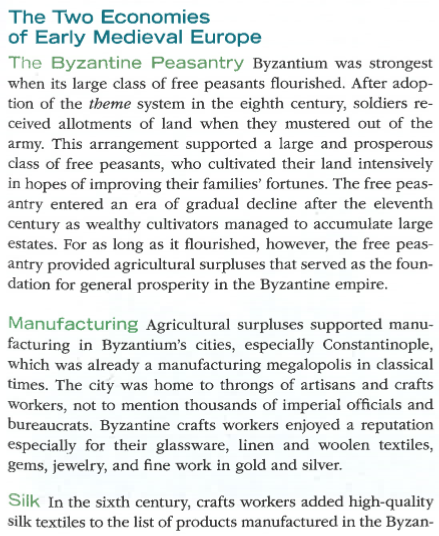 The Two Economies
of Early Medieval Europe
The Byzantine Peasantry Byzantium was strongest
when its large class of free peasants flourished. After adop-
tion of the theme system in the eighth century, soldiers re-
ceived allotments of land when they mustered out of the
army. This arrangement supported a large and prosperous
class of free peasants, who cultivated their land intensively
in hopes of improving their families' fortunes. The free peas-
antry entered an era of gradual decline after the eleventh
century as wealthy cultivators managed to accumulate large
estates. For as long as it flourished, however, the free peas-
antry provided agricultural surpluses that served as the foun-
dation for general prosperity in the Byzantine empire.
Manufacturing Agricultural surpluses supported manu-
facturing in Byzantium's cities, especially Constantinople,
which was already a manufacturing megalopolis in classical
times. The city was home to throngs of artisans and crafts
workers, not to mention thousands of imperial officials and
bureaucrats. Byzantine crafts workers enjoyed a reputation
especially for their glassware, linen and woolen textiles,
gems, jewelry, and fine work in gold and silver.
Silk In the sixth century, crafts workers added high-quality
silk textiles to the list of products manufactured in the Byzan-